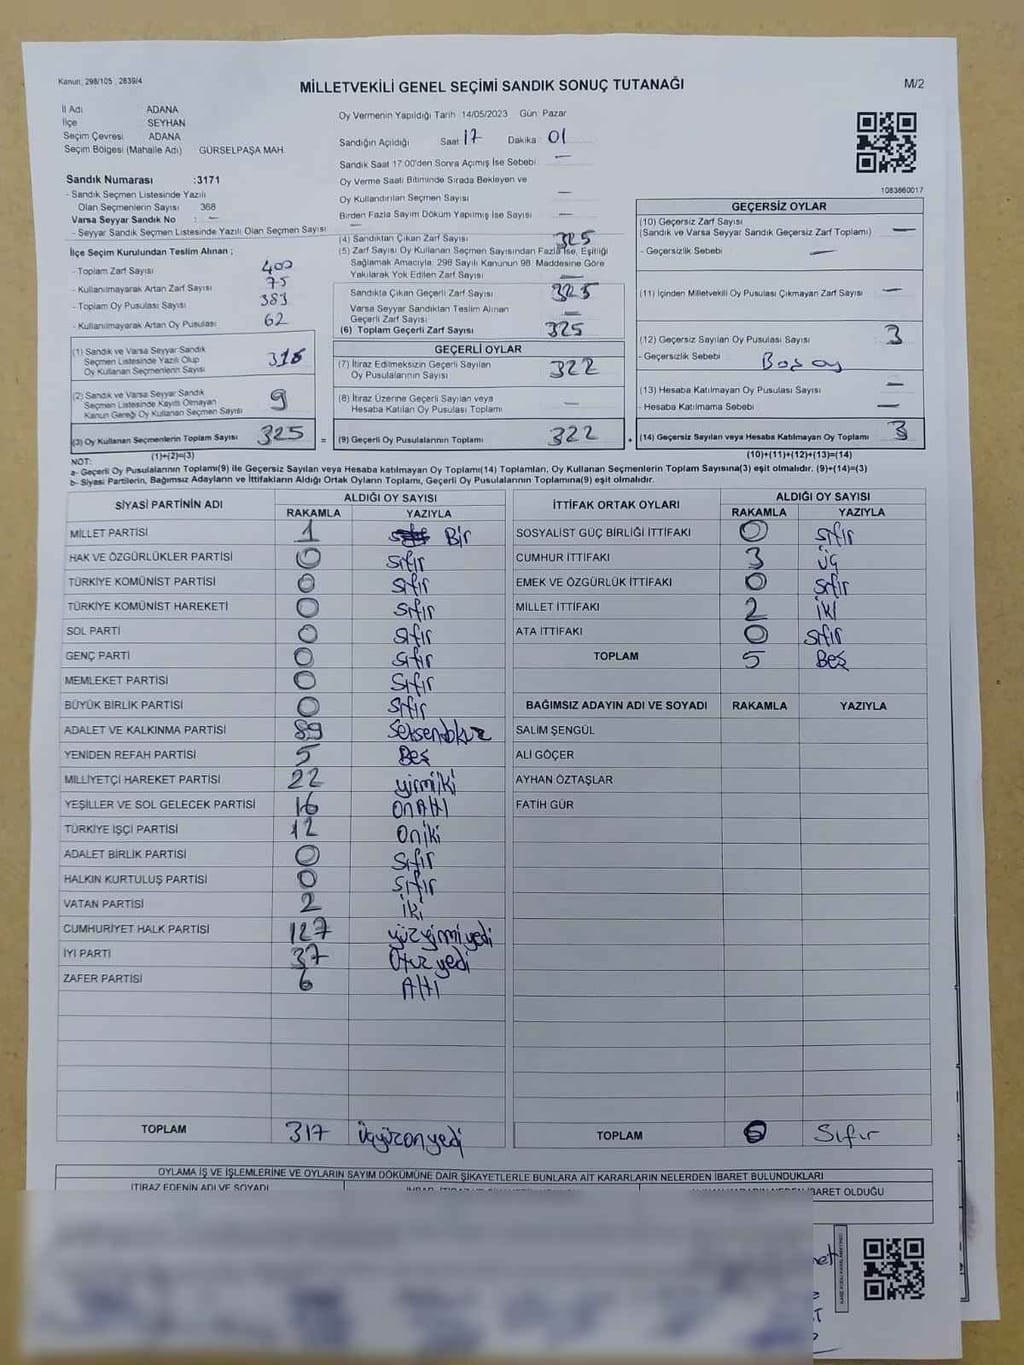 Kanun: 298/105 , 2839/4
MİLLETVEKİLİ GENEL SEÇİMİ SANDIK SONUÇ TUTANAĞI
M/2
İl Adı ADANA
İlçe SEYHAN
Seçim Çevresi ADANA
Seçim Bölgesi (Mahalle Adı) GÜRSELPAŞA MAH.
Sandık Numarası :3171
- Sandık Seçmen Listesinde Yazılı
Olan Seçmenlerin Sayısı 368
Varsa Seyyar Sandık No : —
- Seyyar Sandık Seçmen Listesinde Yazılı Olan Seçmen Sayısı —
İlçe Seçim Kurulundan Teslim Alınan ;
- Toplam Zarf Sayısı 400
- Kullanılmayarak Artan Zarf Sayısı 75
- Toplam Oy Pusulası Sayısı 383
- Kullanılmayarak Artan Oy Pusulası 62
(1) Sandık ve Varsa Seyyar Sandık
Seçmen Listesinde Yazılı Olup
Oy Kullanan Seçmenlerin Sayısı 316
(2) Sandık ve Varsa Seyyar Sandık
Seçmen Listesinde Kayıtlı Olmayan
Kanun Gereği Oy Kullanan Seçmen Sayısı 9
(3) Oy Kullanan Seçmenlerin Toplam Sayısı 325 =
(1)+(2)=(3)
Oy Vermenin Yapıldığı Tarih 14/05/2023 Gün: Pazar
Sandığın Açıldığı Saat 17 Dakika 01
Sandık Saat 17:00'den Sonra Açımış İse Sebebi —
Oy Verme Saati Bitiminde Sırada Bekleyen ve
Oy Kullandırılan Seçmen Sayısı —
Birden Fazla Sayım Döküm Yapılmış İse Sayısı —
(4) Sandıktan Çıkan Zarf Sayısı 325
(5) Zarf Sayısı Oy Kullanan Seçmen Sayısından Fazla İse, Eşitliği
Sağlamak Amacıyla, 298 Sayılı Kanunun 98. Maddesine Göre
Yakılarak Yok Edilen Zarf Sayısı —
Sandıkta Çıkan Geçerli Zarf Sayısı 325
Varsa Seyyar Sandıktan Teslim Alınan
Geçerli Zarf Sayısı —
(6) Toplam Geçerli Zarf Sayısı 325
GEÇERLİ OYLAR
(7) İtiraz Edilmeksizin Geçerli Sayılan
Oy Pusulalarının Sayısı 322
(8) İtiraz Üzerine Geçerli Sayılan veya
Hesaba Katılan Oy Pusulası Toplamı —
(9) Geçerli Oy Pusulalarının Toplamı 322 +
1083860017
GEÇERSİZ OYLAR
(10) Geçersiz Zarf Sayısı
(Sandık ve Varsa Seyyar Sandık Geçersiz Zarf Toplamı) —
- Geçersizlik Sebebi —
(11) İçinden Milletvekili Oy Pusulası Çıkmayan Zarf Sayısı —
(12) Geçersiz Sayılan Oy Pusulası Sayısı 3
- Geçersizlik Sebebi Boş oy
(13) Hesaba Katılmayan Oy Pusulası Sayısı —
- Hesaba Katılmama Sebebi —
(14) Geçersiz Sayılan veya Hesaba Katılmayan Oy Toplamı 3
(10)+(11)+(12)+(13)=(14)
NOT:
a- Geçerli Oy Pusulalarının Toplamı(9) ile Geçersiz Sayılan veya Hesaba katılmayan Oy Toplamı(14) Toplamları, Oy Kullanan Seçmenlerin Toplam Sayısına(3) eşit olmalıdır. (9)+(14)=(3)
b- Siyasi Partilerin, Bağımsız Adayların ve İttifakların Aldığı Ortak Oyların Toplamı, Geçerli Oy Pusulalarının Toplamına(9) eşit olmalıdır.
SİYASİ PARTİNİN ADI ALDIĞI OY SAYISI
RAKAMLA YAZIYLA
MİLLET PARTİSİ 1 Bir
HAK VE ÖZGÜRLÜKLER PARTİSİ 0 Sıfır
TÜRKİYE KOMÜNİST PARTİSİ 0 Sıfır
TÜRKİYE KOMÜNİST HAREKETİ 0 Sıfır
SOL PARTİ 0 Sıfır
GENÇ PARTİ 0 Sıfır
MEMLEKET PARTİSİ 0 Sıfır
BÜYÜK BİRLİK PARTİSİ 0 Sıfır
ADALET VE KALKINMA PARTİSİ 89 Seksendokuz
YENİDEN REFAH PARTİSİ 5 Beş
MİLLİYETÇİ HAREKET PARTİSİ 22 yirmiiki
YEŞİLLER VE SOL GELECEK PARTİSİ 16 OnAltı
TÜRKİYE İŞÇİ PARTİSİ 12 Oniki
ADALET BİRLİK PARTİSİ 0 Sıfır
HALKIN KURTULUŞ PARTİSİ 0 Sıfır
VATAN PARTİSİ 2 iki
CUMHURİYET HALK PARTİSİ 127 yüzyirmiyedi
İYİ PARTİ 37 Otuzyedi
ZAFER PARTİSİ 6 Altı
TOPLAM 317 üçyüzonyedi
İTTİFAK ORTAK OYLARI ALDIĞI OY SAYISI
RAKAMLA YAZIYLA
SOSYALİST GÜÇ BİRLİĞİ İTTİFAKI 0 Sıfır
CUMHUR İTTİFAKI 3 üç
EMEK VE ÖZGÜRLÜK İTTİFAKI 0 Sıfır
MİLLET İTTİFAKI 2 iki
ATA İTTİFAKI 0 Sıfır
TOPLAM 5 Beş
BAĞIMSIZ ADAYIN ADI VE SOYADI RAKAMLA YAZIYLA
SALİM ŞENGÜL
ALİ GÖÇER
AYHAN ÖZTAŞLAR
FATİH GÜR
TOPLAM 0 Sıfır
OYLAMA İŞ VE İŞLEMLERİNE VE OYLARIN SAYIM DÖKÜMÜNE DAİR ŞİKAYETLERLE BUNLARA AİT KARARLARIN NELERDEN İBARET BULUNDUKLARI
İTİRAZ EDENİN ADI VE SOYADI
İBARET OLDUĞU